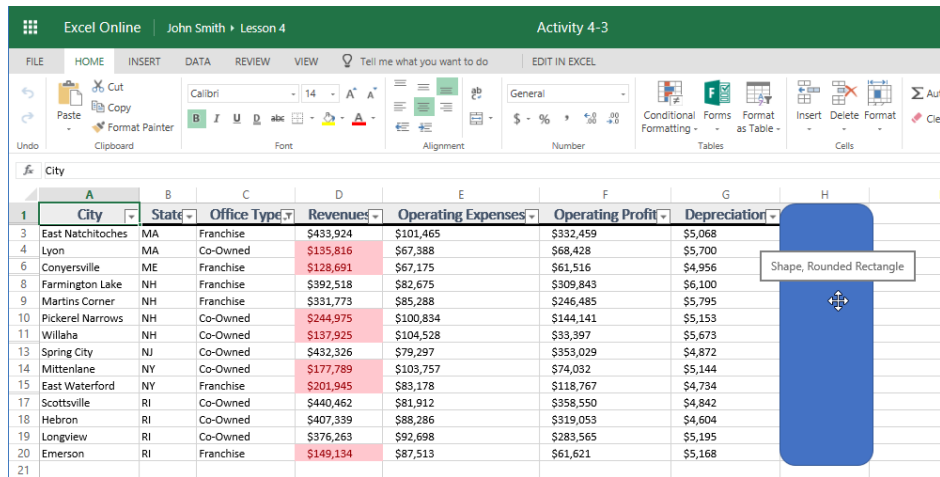 Excel Online John Smith ▸ Lesson 4 Activity 4-3
FILE HOME INSERT DATA REVIEW VIEW Tell me what you want to do EDIT IN EXCEL
Cut
Copy
Format Painter
Paste
Calibri 14 A A
B I U D abc A
ab
General
$ % , .00 .0
Conditional Formatting
Forms
Format as Table
Insert Delete Format
Σ Au
Cle
Undo Clipboard Font Alignment Number Tables Cells
fx City
A B C D E F G H
1 City State Office Type Revenues Operating Expenses Operating Profit Depreciation
3 East Natchitoches MA Franchise $433,924 $101,465 $332,459 $5,068
4 Lyon MA Co-Owned $135,816 $67,388 $68,428 $5,700
6 Conyersville ME Franchise $128,691 $67,175 $61,516 $4,956
Shape, Rounded Rectangle
8 Farmington Lake NH Franchise $392,518 $82,675 $309,843 $6,100
9 Martins Corner NH Franchise $331,773 $85,288 $246,485 $5,795
10 Pickerel Narrows NH Co-Owned $244,975 $100,834 $144,141 $5,153
11 Willaha NH Co-Owned $137,925 $104,528 $33,397 $5,673
13 Spring City NJ Co-Owned $432,326 $79,297 $353,029 $4,872
14 Mittenlane NY Co-Owned $177,789 $103,757 $74,032 $5,144
15 East Waterford NY Franchise $201,945 $83,178 $118,767 $4,734
17 Scottsville RI Co-Owned $440,462 $81,912 $358,550 $4,842
18 Hebron RI Co-Owned $407,339 $88,286 $319,053 $4,604
19 Longview RI Co-Owned $376,263 $92,698 $283,565 $5,195
20 Emerson RI Franchise $149,134 $87,513 $61,621 $5,168
21